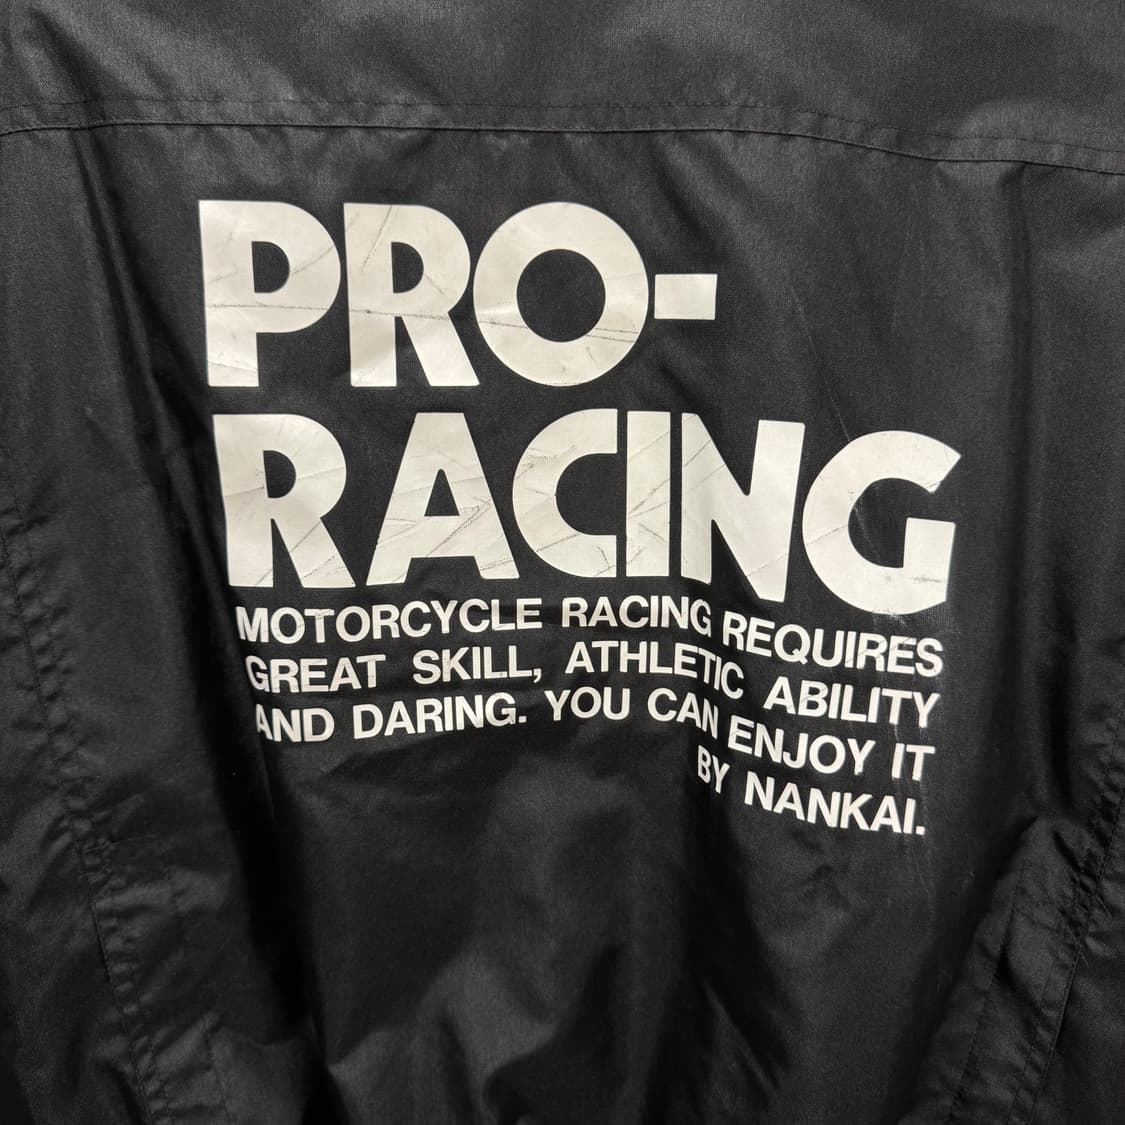 PRO-
RACING
MOTORCYCLE RACING REQUIRES
GREAT SKILL, ATHLETIC ABILITY
AND DARING. YOU CAN ENJOY IT
BY NANKAI.